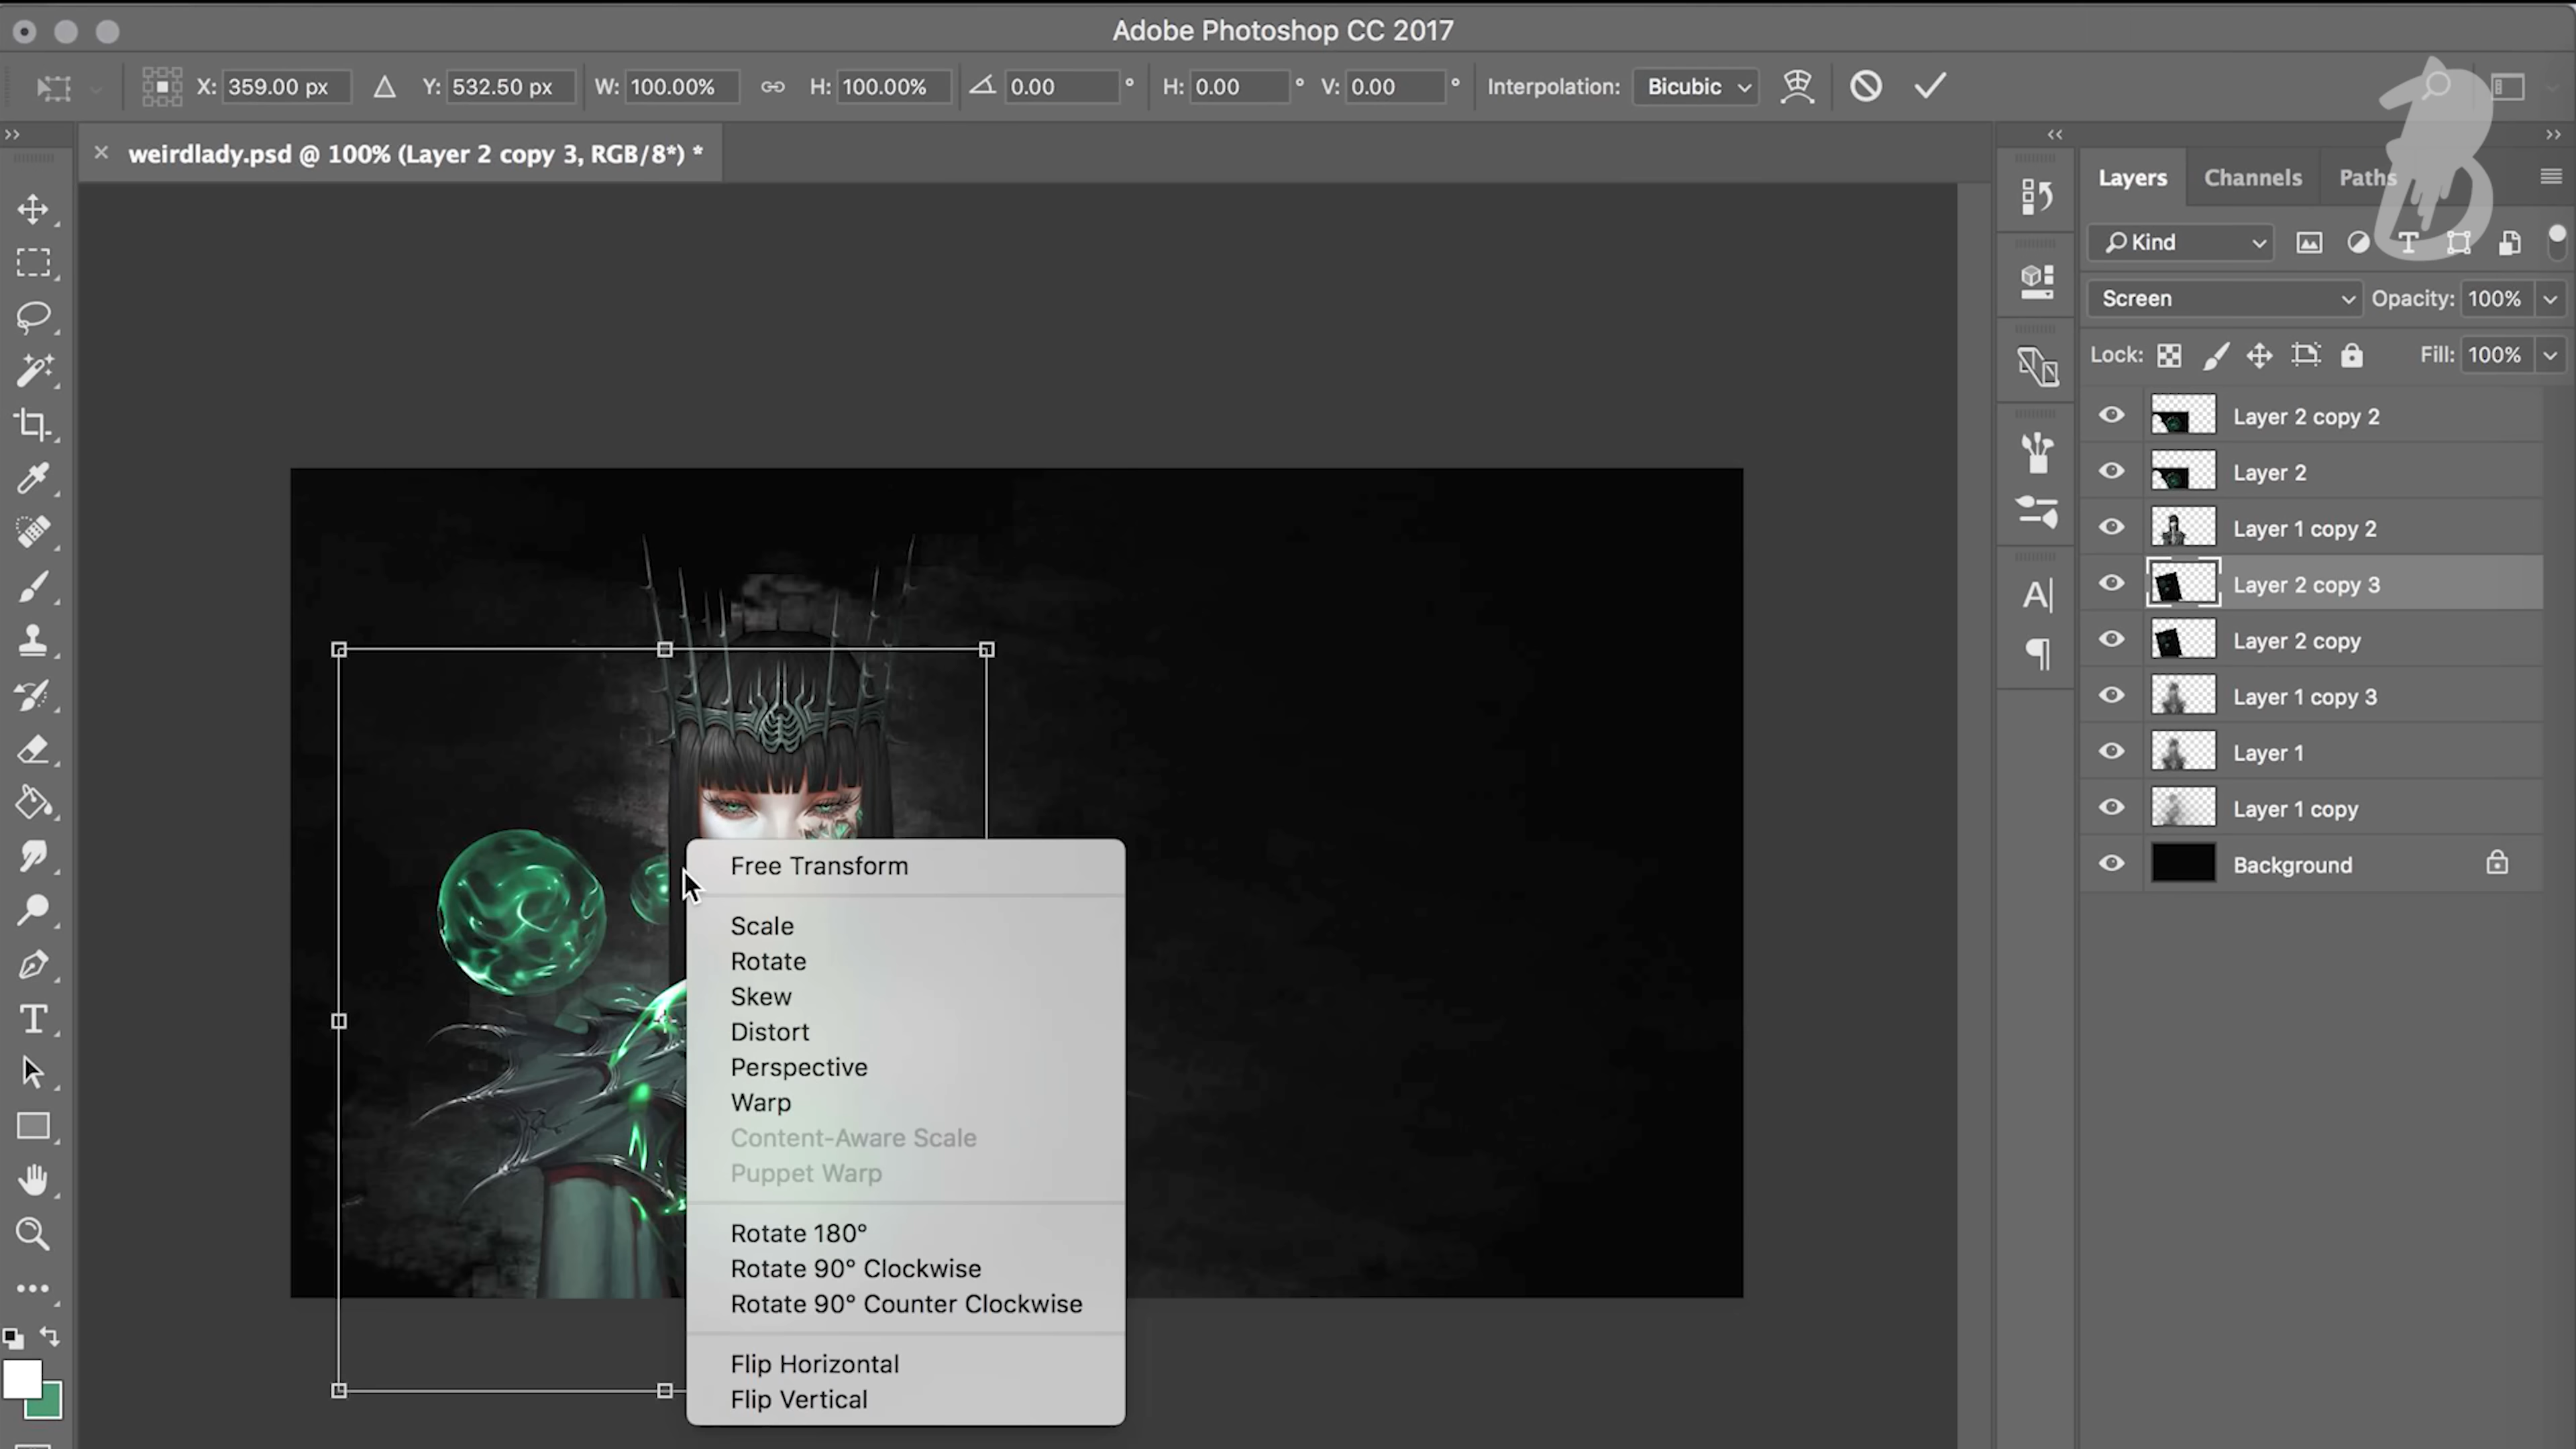 Adobe Photoshop CC 2017
X: 359.00 px Y: 532.50 px W: 100.00% H: 100.00% 0.00 ° H: 0.00 ° V: 0.00 ° Interpolation: Bicubic
weirdlady.psd @ 100% (Layer 2 copy 3, RGB/8*) *
Layers Channels Paths
Kind
Screen Opacity: 100%
Lock: Fill: 100%
Layer 2 copy 2
Layer 2
Layer 1 copy 2
Layer 2 copy 3
Layer 2 copy
Layer 1 copy 3
Layer 1
Layer 1 copy
Background
Free Transform
Scale
Rotate
Skew
Distort
Perspective
Warp
Content-Aware Scale
Puppet Warp
Rotate 180°
Rotate 90° Clockwise
Rotate 90° Counter Clockwise
Flip Horizontal
Flip Vertical